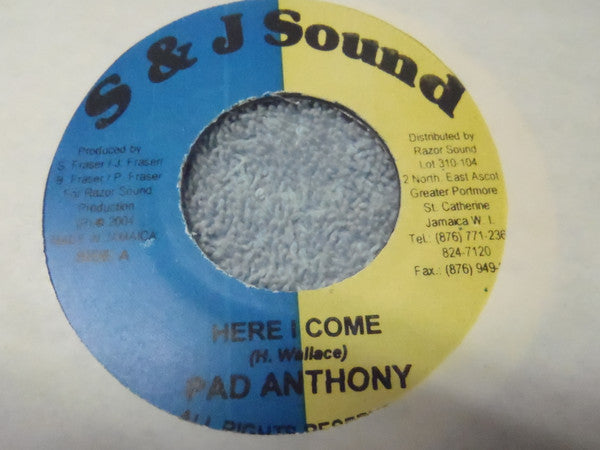 S & J Sound
Produced by
S. Fraser / J. Fraser/
B. Fraser / P. Fraser
For Razor Sound
Production
(P) © 2004
MADE IN JAMAICA
SIDE A
Distributed by
Razor Sound
Lot 310-104
2 North, East Ascot
Greater Portmore
St. Catherine
Jamaica W. I.
Tel.: (876) 771-236
824-7120
Fax.: (876) 949-
HERE I COME
(H. Wallace)
PAD ANTHONY
ALL RIGHTS